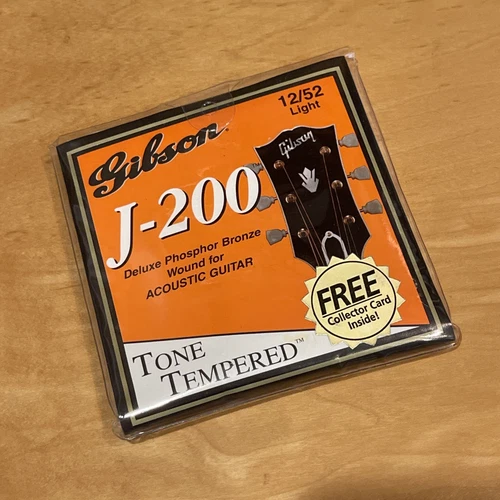 Gibson
12/52
Light
Gibson
J-200
Deluxe Phosphor Bronze
Wound for
ACOUSTIC GUITAR
FREE
Collector Card
Inside!
TONE
TEMPERED™